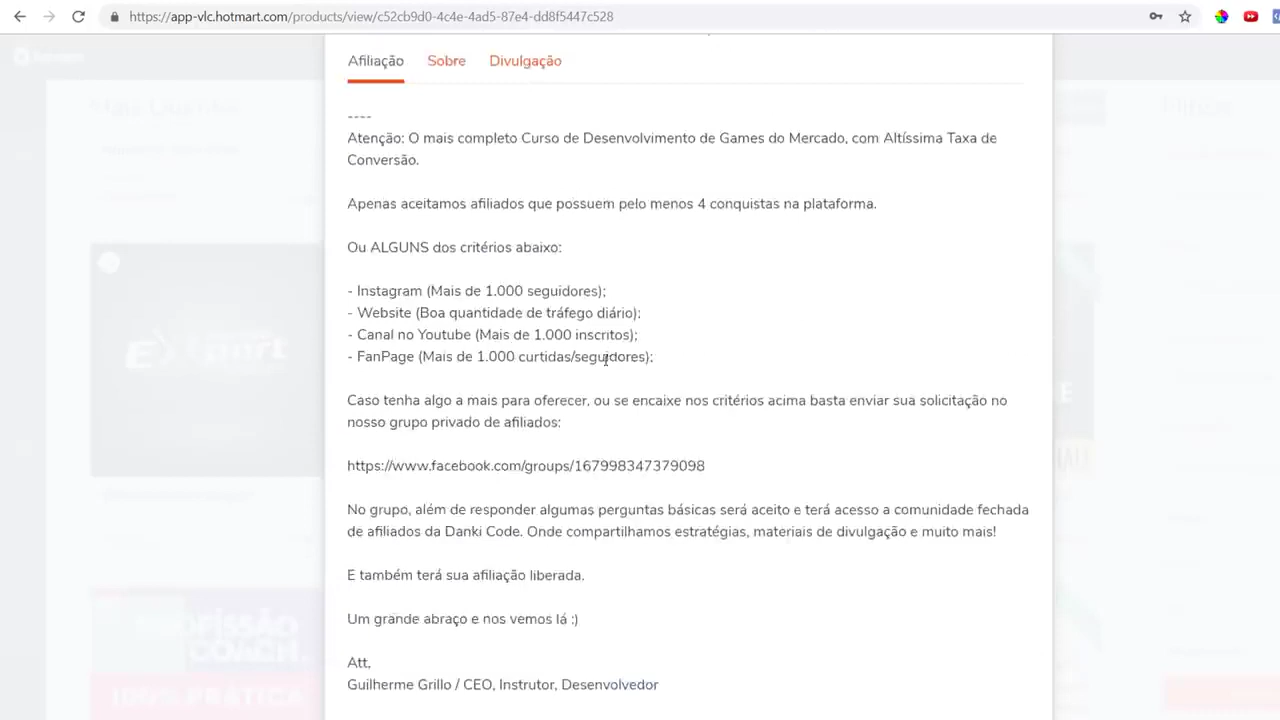 https://app-vlc.hotmart.com/products/view/c52cb9d0-4c4e-4ad5-87e4-dd8f5447c528
Afiliação Sobre Divulgação
----
Atenção: O mais completo Curso de Desenvolvimento de Games do Mercado, com Altíssima Taxa de
Conversão.
Apenas aceitamos afiliados que possuem pelo menos 4 conquistas na plataforma.
Ou ALGUNS dos critérios abaixo:
- Instagram (Mais de 1.000 seguidores);
- Website (Boa quantidade de tráfego diário);
- Canal no Youtube (Mais de 1.000 inscritos);
- FanPage (Mais de 1.000 curtidas/seguidores);
Caso tenha algo a mais para oferecer, ou se encaixe nos critérios acima basta enviar sua solicitação no
nosso grupo privado de afiliados:
https://www.facebook.com/groups/167998347379098
No grupo, além de responder algumas perguntas básicas será aceito e terá acesso a comunidade fechada
de afiliados da Danki Code. Onde compartilhamos estratégias, materiais de divulgação e muito mais!
E também terá sua afiliação liberada.
Um grande abraço e nos vemos lá :)
Att,
Guilherme Grillo / CEO, Instrutor, Desenvolvedor
COACH